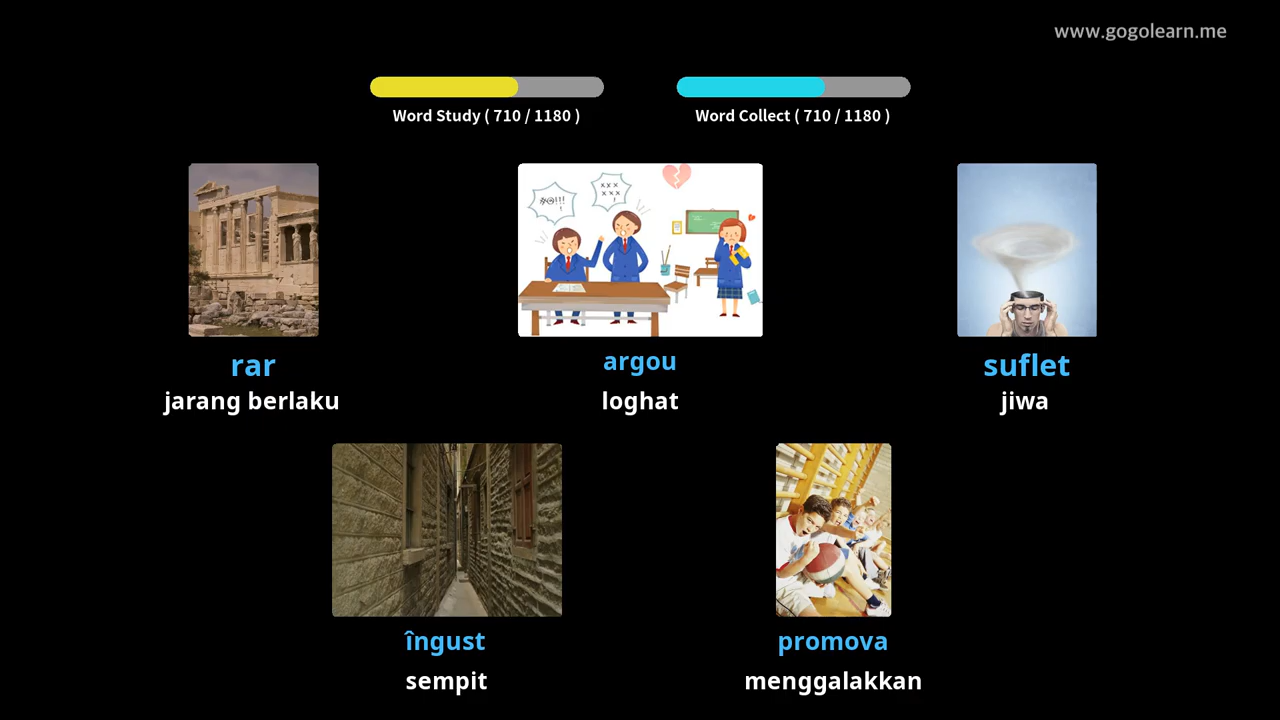 www.gogolearn.me
Word Study ( 710 / 1180 )
Word Collect ( 710 / 1180 )
rar
jarang berlaku
argou
loghat
suflet
jiwa
îngust
sempit
promova
menggalakkan